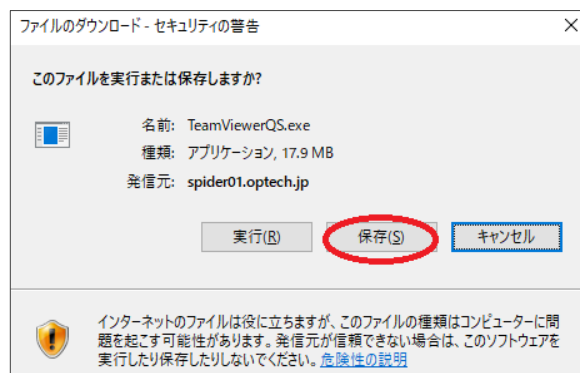 ファイルのダウンロード - セキュリティの警告
このファイルを実行または保存しますか?
名前: TeamViewerQS.exe
種類: アプリケーション, 17.9 MB
発信元: spider01.optech.jp
実行(R) 保存(S) キャンセル
インターネットのファイルは役に立ちますが、このファイルの種類はコンピューターに問
題を起こす可能性があります。発信元が信頼できない場合は、このソフトウェアを
実行したり保存したりしないでください。危険性の説明